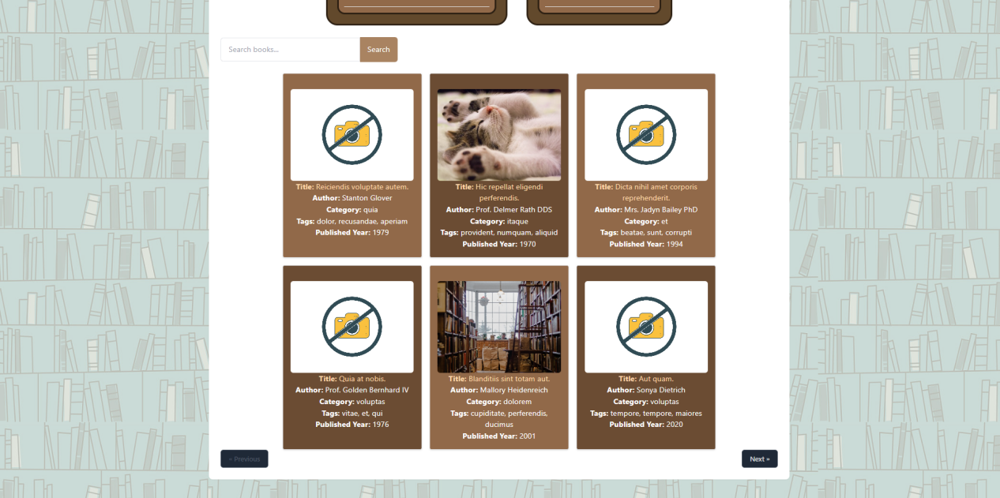 Search books...
Search
Title: Reiciendis voluptate autem.
Author: Stanton Glover
Category: quia
Tags: dolor, recusandae, aperiam
Published Year: 1979
Title: Hic repellat eligendi
perferendis.
Author: Prof. Delmer Rath DDS
Category: itaque
Tags: provident, numquam, aliquid
Published Year: 1970
Title: Dicta nihil amet corporis
reprehenderit.
Author: Mrs. Jadyn Bailey PhD
Category: et
Tags: beatae, sunt, corrupti
Published Year: 1994
Title: Quia at nobis.
Author: Prof. Golden Bernhard IV
Category: voluptas
Tags: vitae, et, qui
Published Year: 1976
Title: Blanditiis sint totam aut.
Author: Mallory Heidenreich
Category: dolorem
Tags: cupiditate, perferendis,
ducimus
Published Year: 2001
Title: Aut quam.
Author: Sonya Dietrich
Category: voluptas
Tags: tempore, tempore, maiores
Published Year: 2020
« Previous
Next »